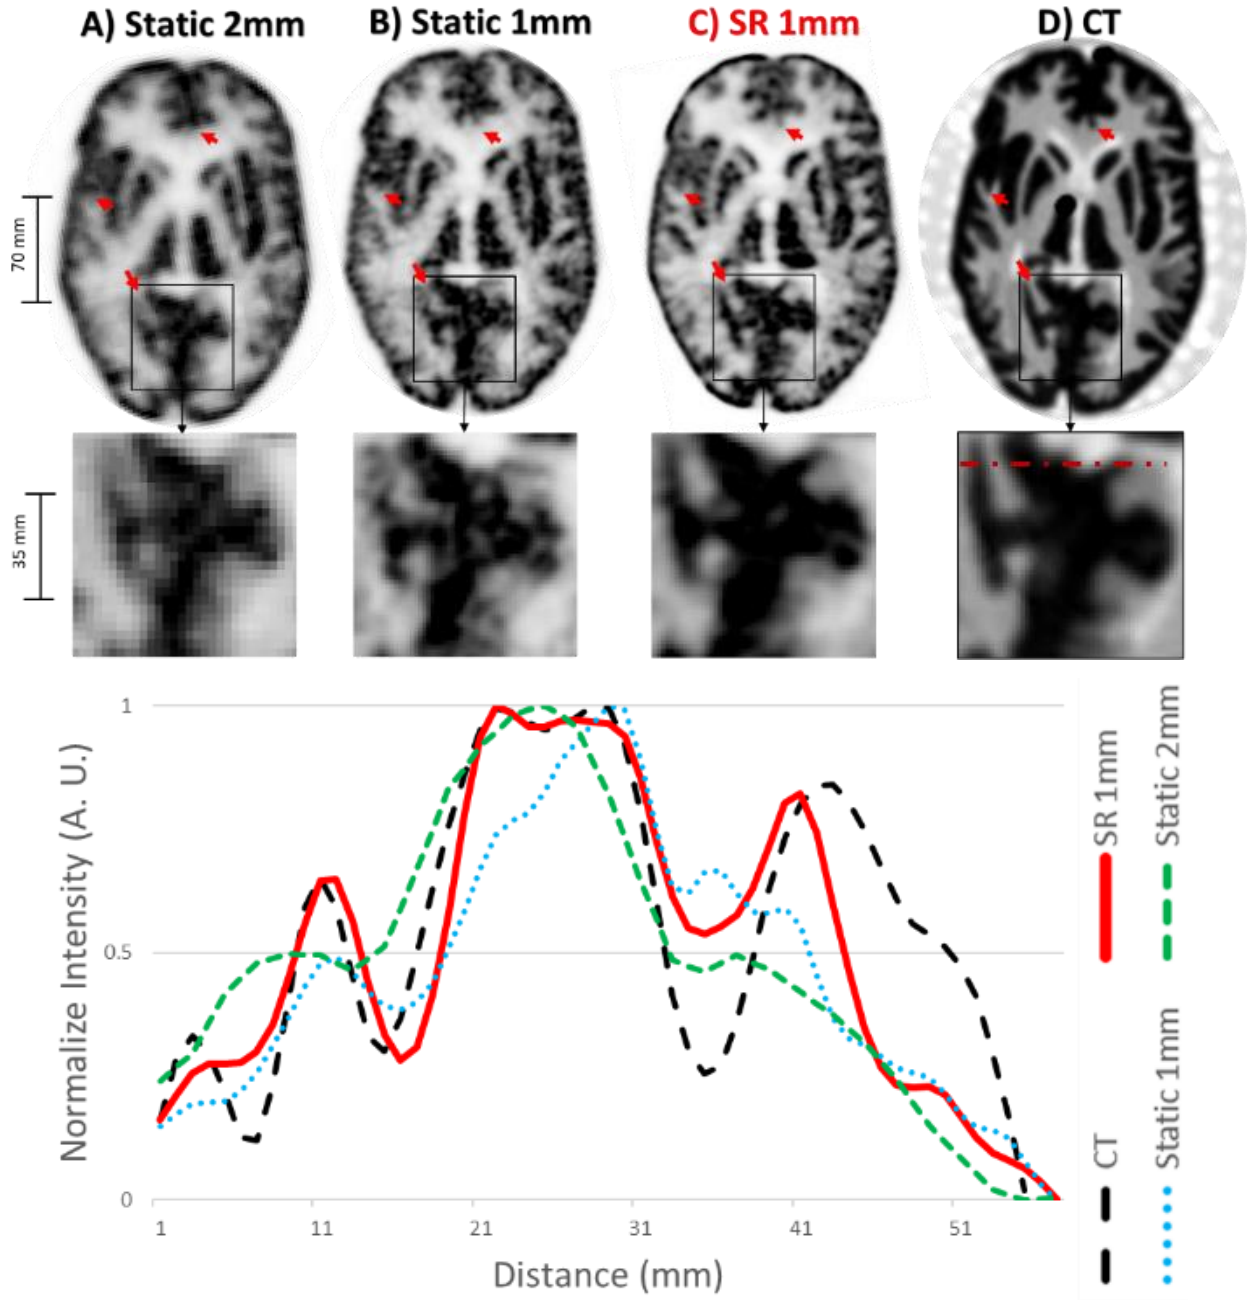 A) Static 2mm
B) Static 1mm
C) SR 1mm
D) CT
70 mm
35 mm
Normalize Intensity (A. U.)
1
0.5
0
1
11
21
31
41
51
Distance (mm)
SR 1mm
Static 2mm
CT
Static 1mm